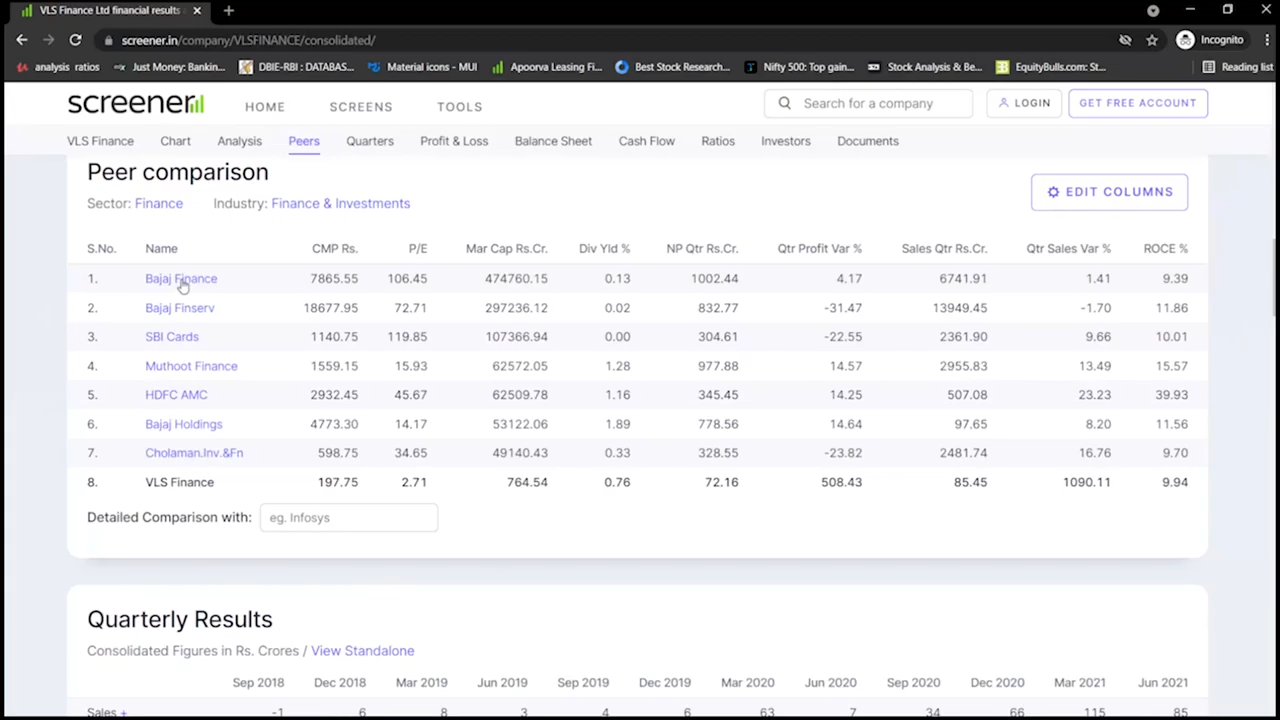 VLS Finance Ltd financial results
screener.in/company/VLSFINANCE/consolidated/
Incognito
analysis ratios
Just Money: Bankin...
DBIE-RBI : DATABAS...
Material icons - MUI
Apoorva Leasing Fi...
Best Stock Research...
Nifty 500: Top gain...
Stock Analysis & Be...
EquityBulls.com: St...
Reading list
screener
HOME SCREENS TOOLS
Search for a company
LOGIN
GET FREE ACCOUNT
VLS Finance Chart Analysis Peers Quarters Profit & Loss Balance Sheet Cash Flow Ratios Investors Documents
Peer comparison
Sector: Finance Industry: Finance & Investments
EDIT COLUMNS
S.No. Name CMP Rs. P/E Mar Cap Rs.Cr. Div Yld % NP Qtr Rs.Cr. Qtr Profit Var % Sales Qtr Rs.Cr. Qtr Sales Var % ROCE %
1. Bajaj Finance 7865.55 106.45 474760.15 0.13 1002.44 4.17 6741.91 1.41 9.39
2. Bajaj Finserv 18677.95 72.71 297236.12 0.02 832.77 -31.47 13949.45 -1.70 11.86
3. SBI Cards 1140.75 119.85 107366.94 0.00 304.61 -22.55 2361.90 9.66 10.01
4. Muthoot Finance 1559.15 15.93 62572.05 1.28 977.88 14.57 2955.83 13.49 15.57
5. HDFC AMC 2932.45 45.67 62509.78 1.16 345.45 14.25 507.08 23.23 39.93
6. Bajaj Holdings 4773.30 14.17 53122.06 1.89 778.56 14.64 97.65 8.20 11.56
7. Cholaman.Inv.&Fn 598.75 34.65 49140.43 0.33 328.55 -23.82 2481.74 16.76 9.70
8. VLS Finance 197.75 2.71 764.54 0.76 72.16 508.43 85.45 1090.11 9.94
Detailed Comparison with: eg. Infosys
Quarterly Results
Consolidated Figures in Rs. Crores / View Standalone
Sep 2018 Dec 2018 Mar 2019 Jun 2019 Sep 2019 Dec 2019 Mar 2020 Jun 2020 Sep 2020 Dec 2020 Mar 2021 Jun 2021
Sales + -1 6 8 3 4 6 63 7 34 66 115 85